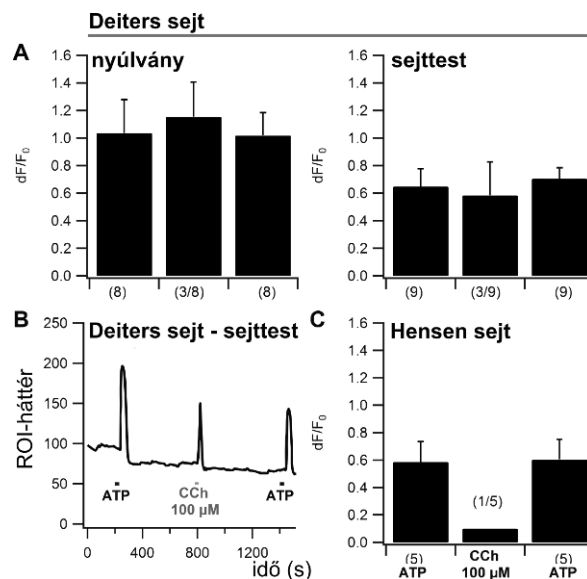 Deiters sejt
A
nyúlvány
dF/F0
1.6
1.4
1.2
1.0
0.8
0.6
0.4
0.2
0.0
(8)
(3/8)
(8)
sejttest
dF/F0
1.6
1.4
1.2
1.0
0.8
0.6
0.4
0.2
0.0
(9)
(3/9)
(9)
B
Deiters sejt - sejttest
ROI-háttér
250
200
150
100
50
0
ATP
CCh
100 µM
ATP
0
400
800
1200
idő (s)
C
Hensen sejt
dF/F0
1.6
1.4
1.2
1.0
0.8
0.6
0.4
0.2
0.0
(1/5)
(5)
ATP
CCh
100 µM
(5)
ATP